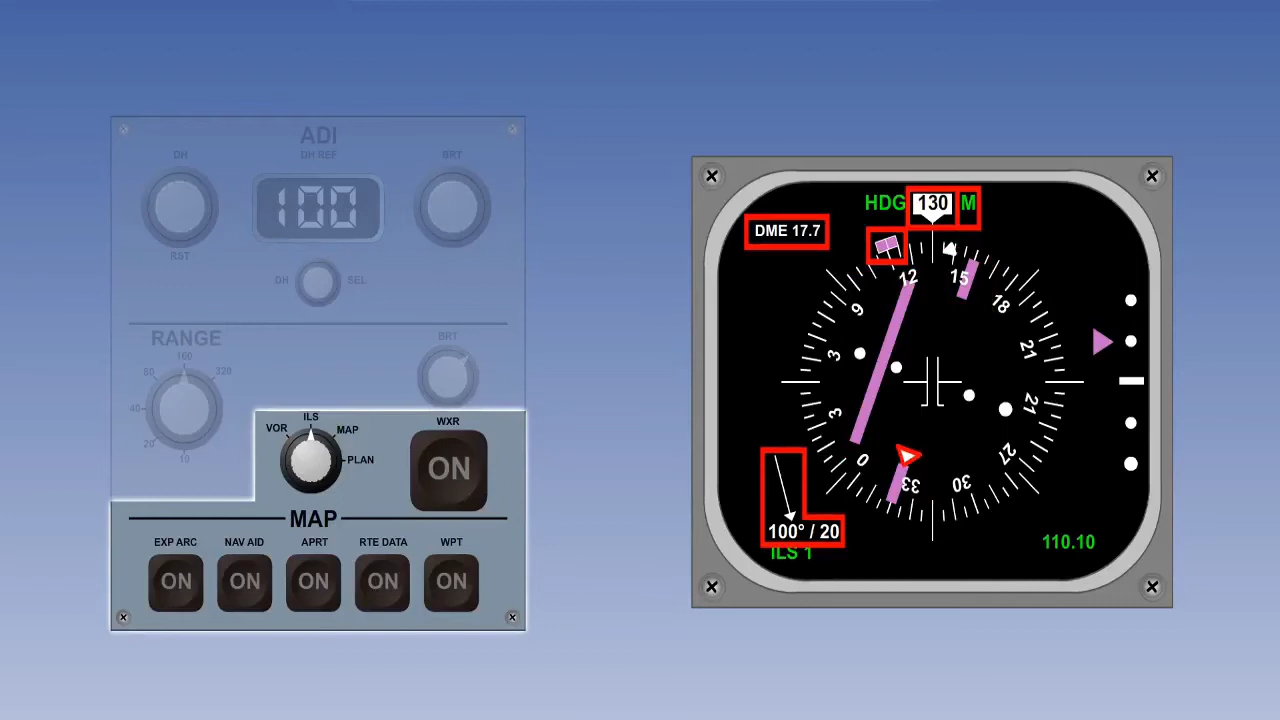 ADI
DH
DH REF
BRT
100
RST
DH
SEL
RANGE
BRT
160
80
320
40
20
10
ILS
VOR
MAP
PLAN
WXR
ON
MAP
EXP ARC
NAV AID
APRT
RTE DATA
WPT
ON
ON
ON
ON
ON
HDG
130
M
DME 17.7
12
15
9
18
3
21
3
21
0
27
33
30
100° / 20
ILS 1
110.10